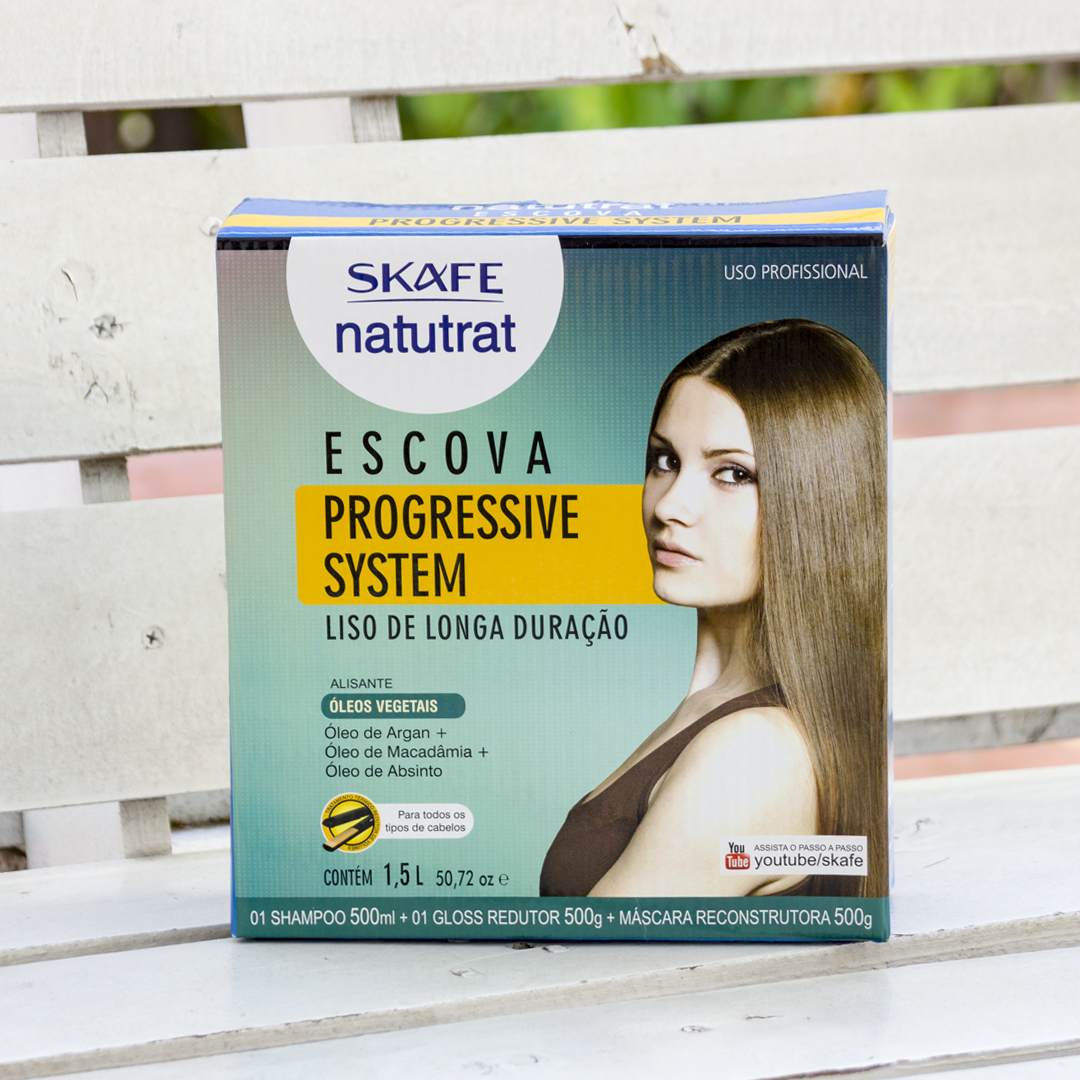 natutrat
ESCOVA
PROGRESSIVE SYSTEM
SKAFE
natutrat
USO PROFISSIONAL
ESCOVA
PROGRESSIVE
SYSTEM
LISO DE LONGA DURAÇÃO
ALISANTE
ÓLEOS VEGETAIS
Óleo de Argan +
Óleo de Macadâmia +
Óleo de Absinto
Para todos os
tipos de cabelos
CONTÉM 1,5 L 50,72 oz ℮
You Tube
ASSISTA O PASSO A PASSO
youtube/skafe
01 SHAMPOO 500ml + 01 GLOSS REDUTOR 500g + MÁSCARA RECONSTRUTORA 500g